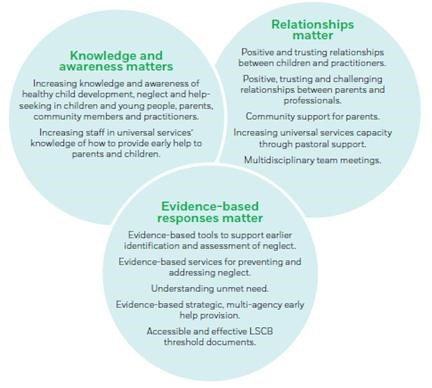 Knowledge and
awareness matters
Increasing knowledge and awareness of
healthy child development, neglect and help-
seeking in children and young people, parents,
community members and practitioners.
Increasing staff in universal services'
knowledge of how to provide early help to
parents and children.
Relationships
matter
Positive and trusting relationships
between children and practitioners.
Positive, trusting and challenging
relationships between parents and
professionals.
Community support for parents.
Increasing universal services capacity
through pastoral support.
Multidisciplinary team meetings.
Evidence-based
responses matter
Evidence-based tools to support earlier
identification and assessment of neglect.
Evidence-based services for preventing and
addressing neglect.
Understanding unmet need.
Evidence-based strategic, multi-agency early
help provision.
Accessible and effective LSCB
threshold documents.